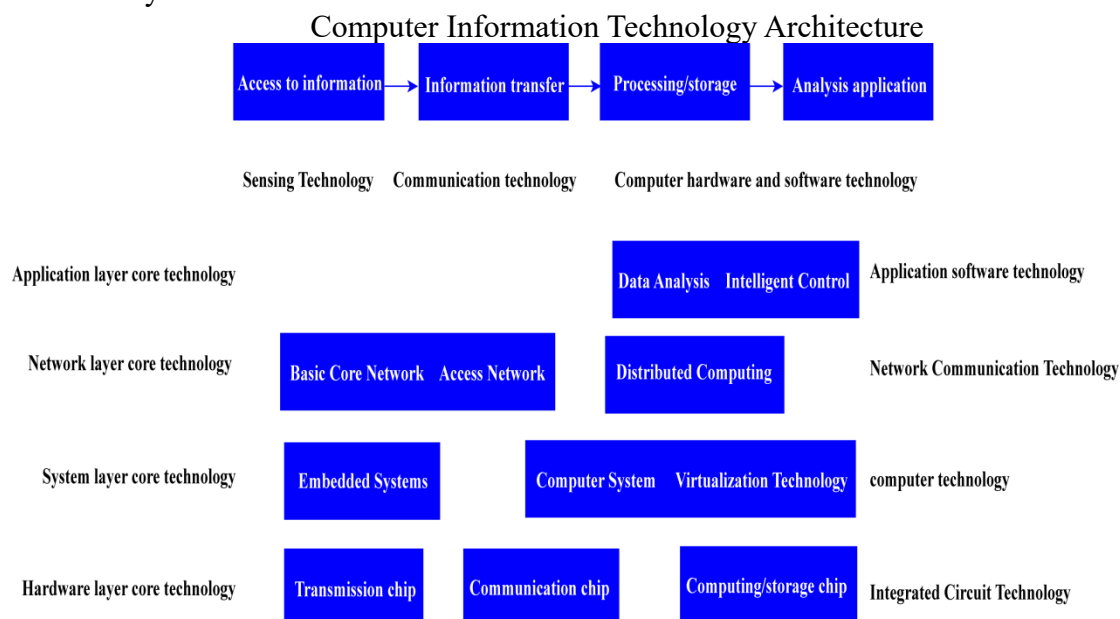 Computer Information Technology Architecture
Access to information Information transfer Processing/storage Analysis application
Sensing Technology Communication technology Computer hardware and software technology
Application layer core technology Data Analysis Intelligent Control Application software technology
Network layer core technology Basic Core Network Access Network Distributed Computing Network Communication Technology
System layer core technology Embedded Systems Computer System Virtualization Technology computer technology
Hardware layer core technology Transmission chip Communication chip Computing/storage chip Integrated Circuit Technology